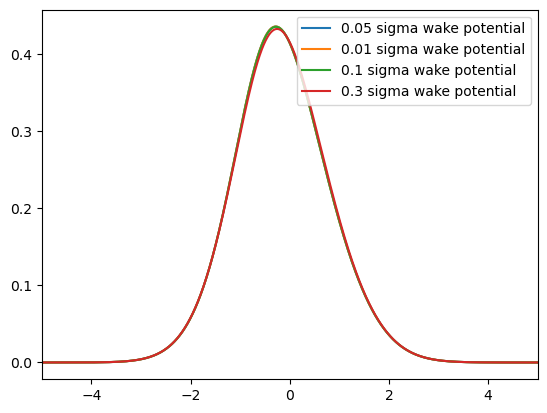 0.05 sigma wake potential
0.01 sigma wake potential
0.1 sigma wake potential
0.3 sigma wake potential
0.4
0.3
0.2
0.1
0.0
−4 −2 0 2 4